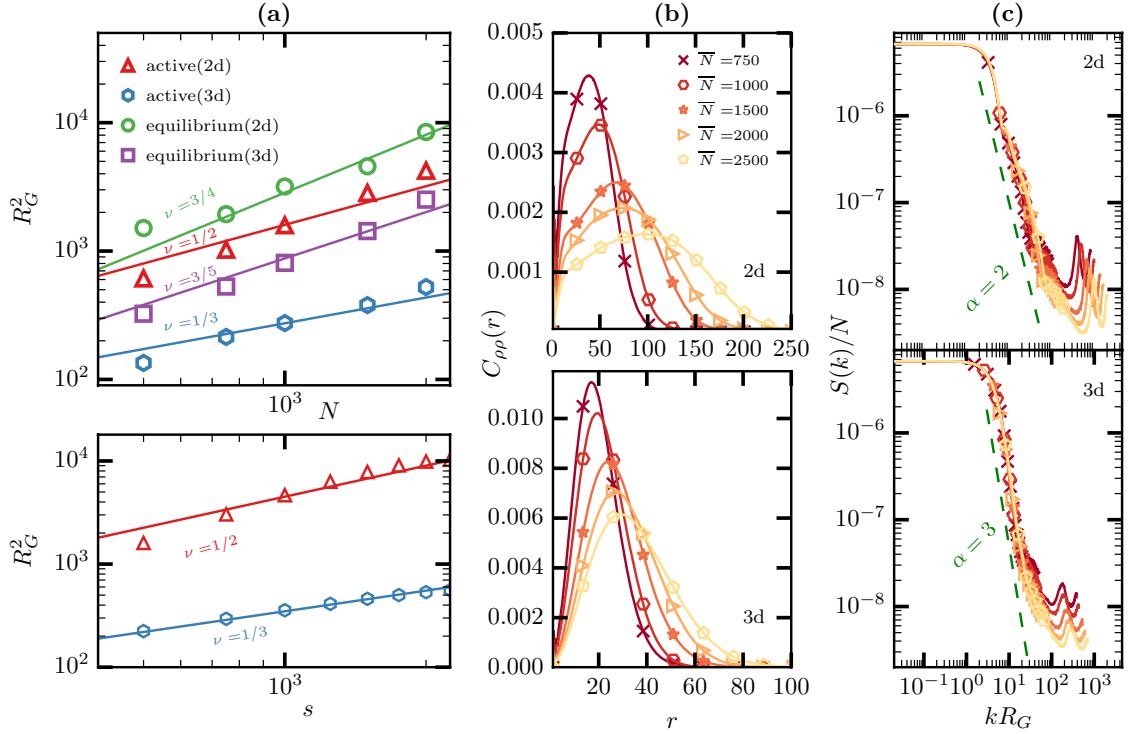 (a)
active(2d)
active(3d)
equilibrium(2d)
equilibrium(3d)
ν =3/4
ν =1/2
ν =3/5
ν =1/3
10⁴
10³
10²
R²_G
10³
N
ν =1/2
ν =1/3
10⁴
10³
10²
R²_G
10³
s
(b)
0.005
0.004
0.003
0.002
0.001
N̅ =750
N̅ =1000
N̅ =1500
N̅ =2000
N̅ =2500
2d
0 50 100 150 200 250
C_ρρ(r)
0.010
0.008
0.006
0.004
0.002
0.000
3d
20 40 60 80 100
r
(c)
2d
10⁻⁶
10⁻⁷
10⁻⁸
α = 2
S(k)/N
3d
10⁻⁶
10⁻⁷
10⁻⁸
α = 3
10⁻¹ 10⁰ 10¹ 10² 10³
kR_G